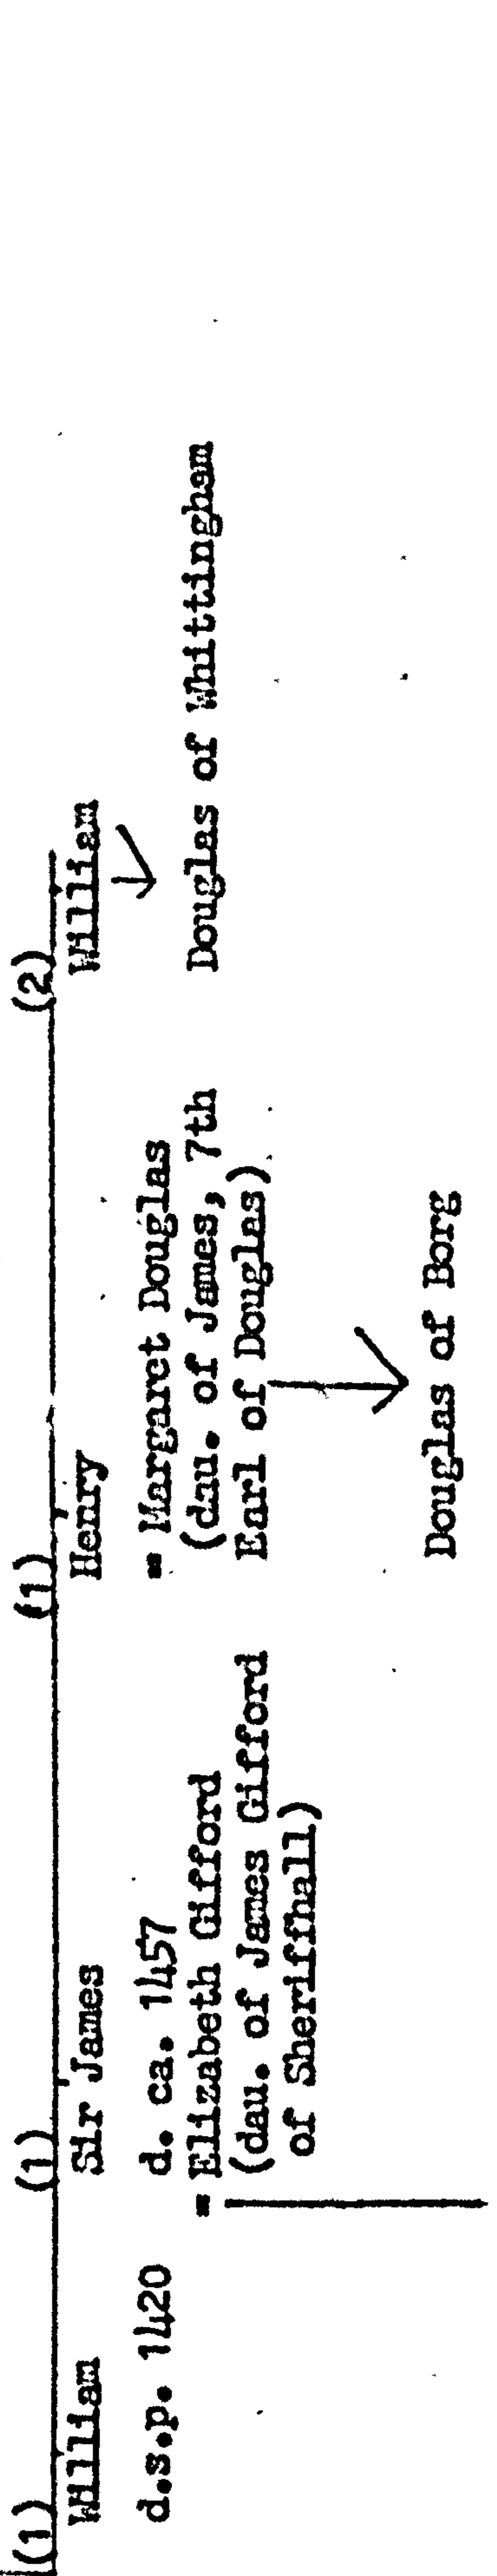 (1)
William
d.s.p. 1420
(1)
Sir James
d. ca. 1457
= Elizabeth Gifford
(dau. of James Gifford
of Sheriffhall)
(1)
Henry
= Margaret Douglas
(dau. of James, 7th
Earl of Douglas)
Douglas of Borg
(2)
William
Douglas of Whittingham